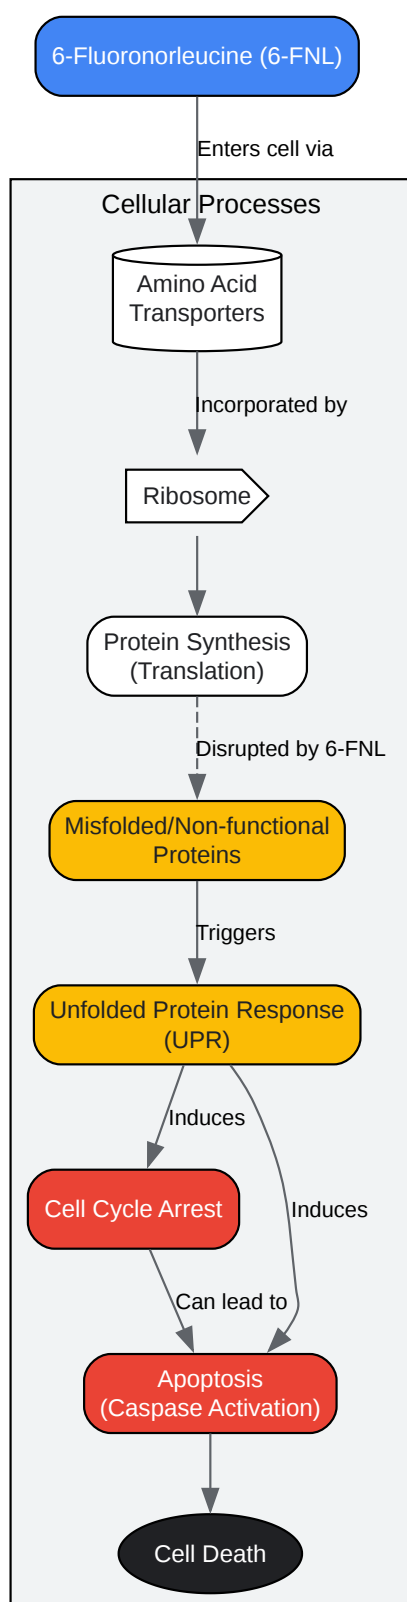 6-Fluoronorleucine (6-FNL)
Enters cell via
Cellular Processes
Amino Acid
Transporters
Incorporated by
Ribosome
Protein Synthesis
(Translation)
Disrupted by 6-FNL
Misfolded/Non-functional
Proteins
Triggers
Unfolded Protein Response
(UPR)
Induces
Cell Cycle Arrest
Induces
Can lead to
Apoptosis
(Caspase Activation)
Cell Death